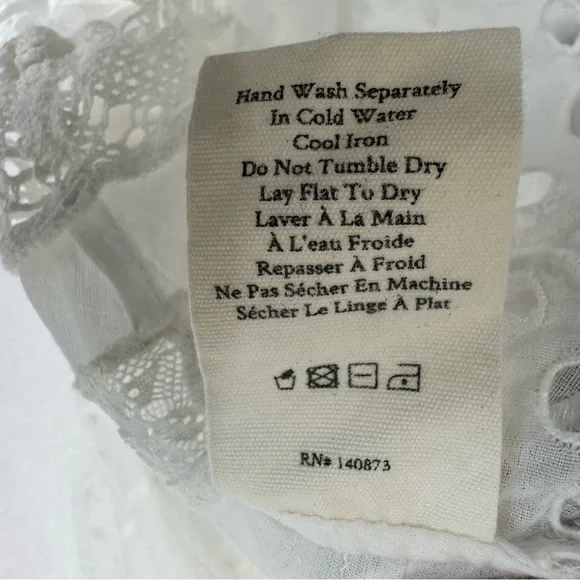 Hand Wash Separately
In Cold Water
Cool Iron
Do Not Tumble Dry
Lay Flat To Dry
Laver À La Main
À L'eau Froide
Repasser À Froid
Ne Pas Sécher En Machine
Sécher Le Linge À Plat
RN# 140873